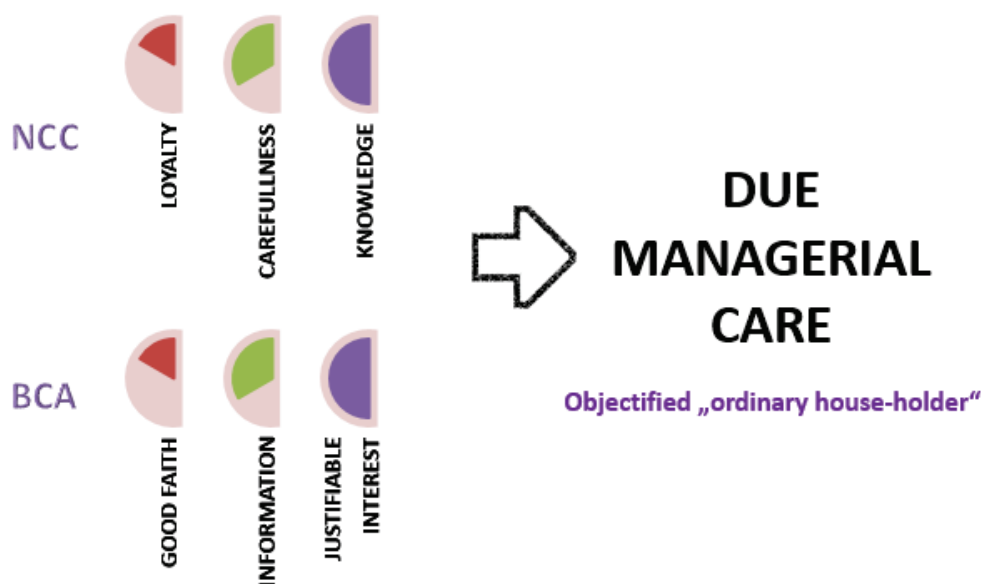 NCC
LOYALTY
CAREFULLNESS
KNOWLEDGE
BCA
GOOD FAITH
INFORMATION
JUSTIFIABLE
INTEREST
DUE
MANAGERIAL
CARE
Objectified „ordinary house-holder“